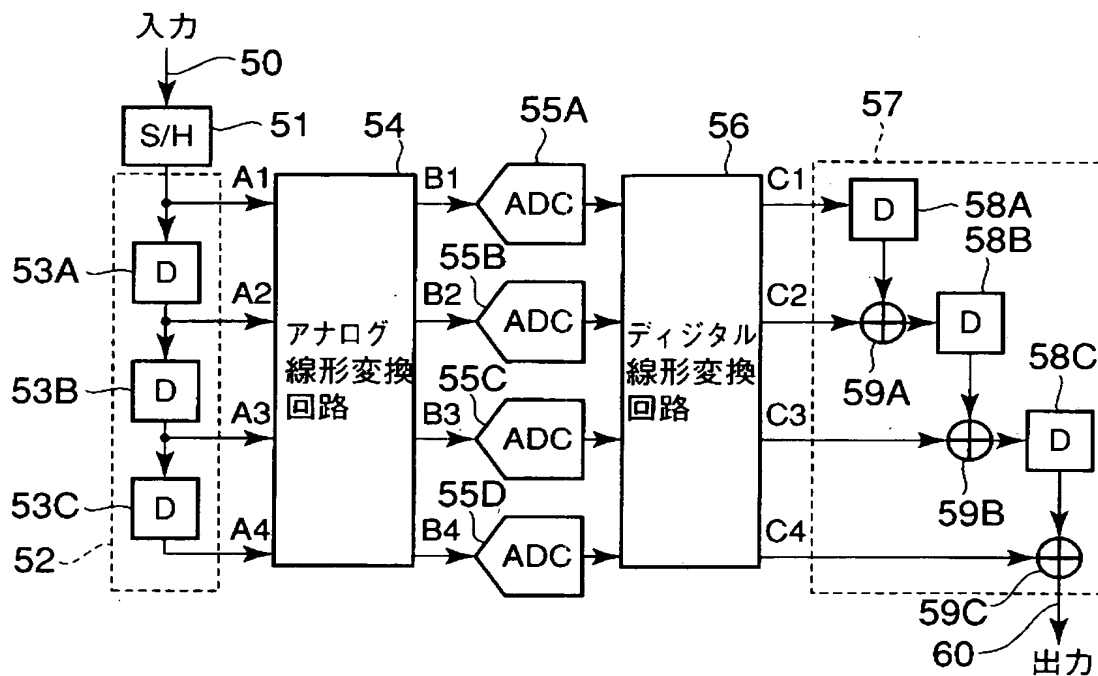 入力
50
S/H
51
52
53A
D
53B
D
53C
D
A1
A2
A3
A4
54
アナログ
線形変換
回路
B1
B2
B3
B4
55A
ADC
55B
ADC
55C
ADC
55D
ADC
56
ディジタル
線形変換
回路
C1
C2
C3
C4
57
D
58A
58B
D
59A
58C
D
59B
59C
60
出力